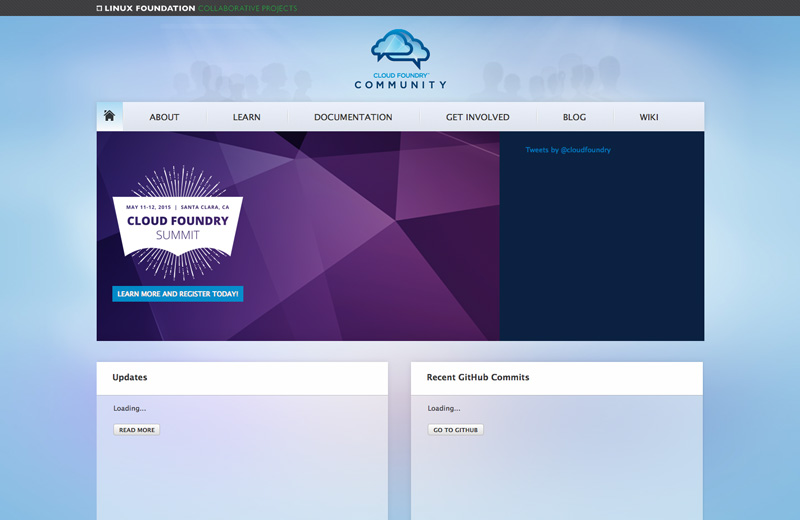 LINUX FOUNDATION COLLABORATIVE PROJECTS
CLOUD FOUNDRY™
COMMUNITY
ABOUT LEARN DOCUMENTATION GET INVOLVED BLOG WIKI
MAY 11-12, 2015 | SANTA CLARA, CA
CLOUD FOUNDRY
SUMMIT
LEARN MORE AND REGISTER TODAY!
Tweets by @cloudfoundry
Updates
Loading...
READ MORE
Recent GitHub Commits
Loading...
GO TO GITHUB